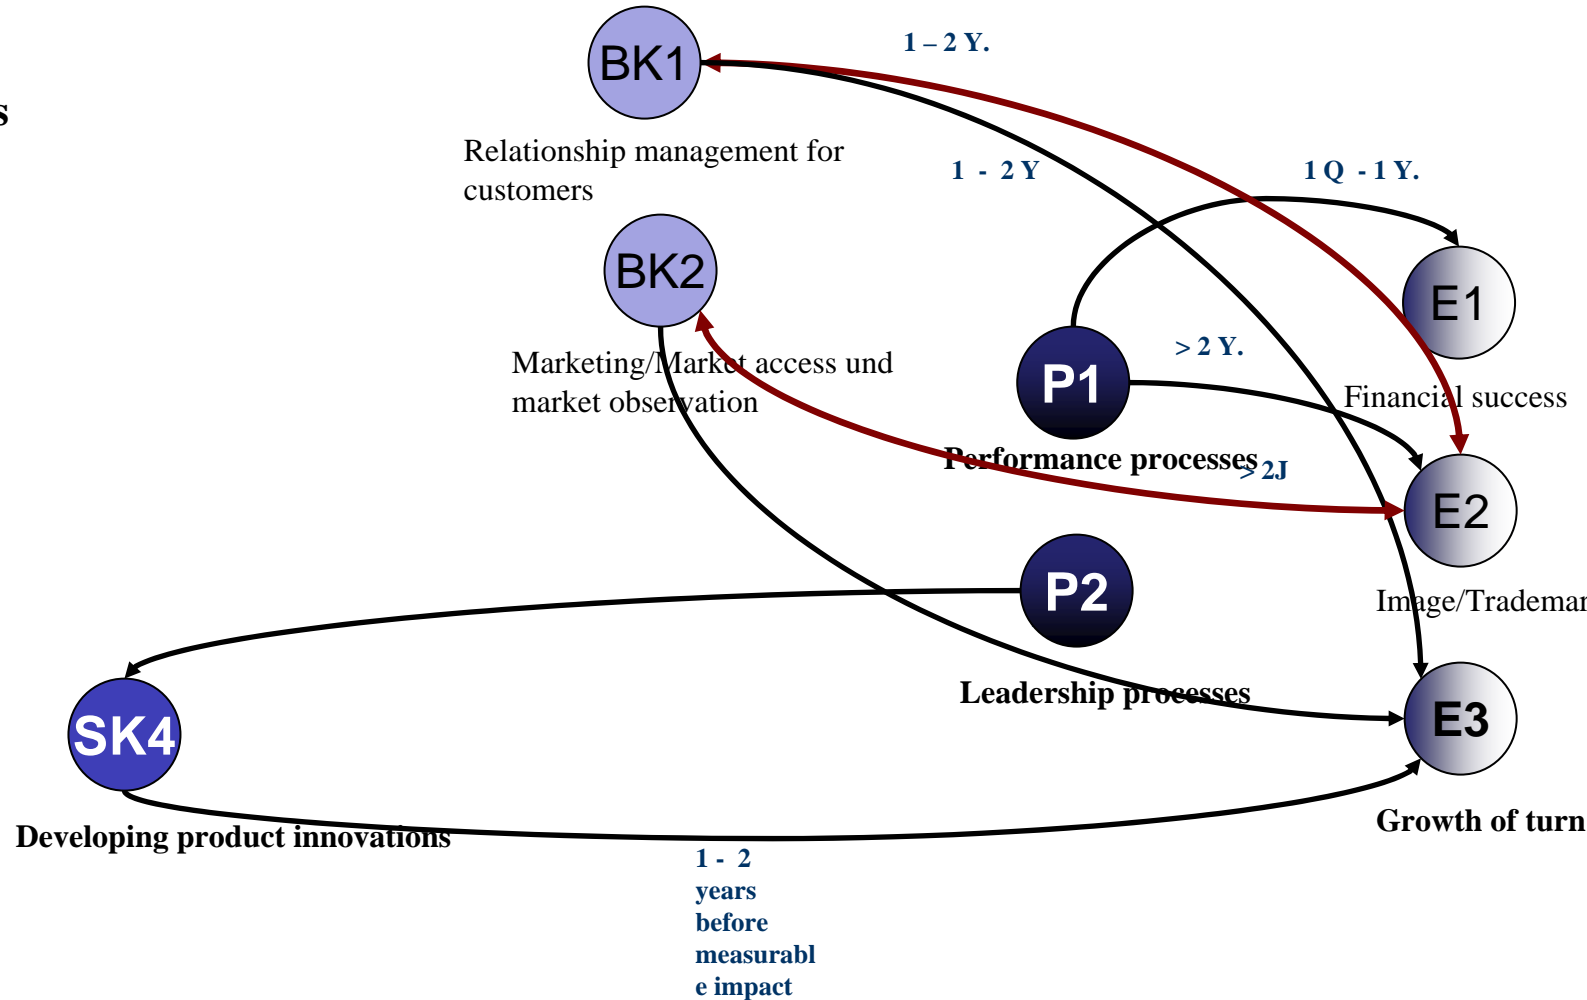 BK1
1 – 2 Y.
s
Relationship management for
customers
1 - 2 Y
1 Q - 1 Y.
BK2
E1
Marketing/Market access und
market observation
> 2 Y.
P1
Financial success
Performance processes
> 2J
E2
P2
Image/Trademar
Leadership processes
SK4
E3
Developing product innovations
Growth of turn
1 - 2
years
before
measurabl
e impact